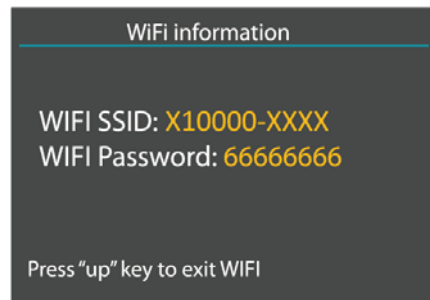 WiFi information
WIFI SSID: X10000-XXXX
WIFI Password: 66666666
Press “up” key to exit WIFI